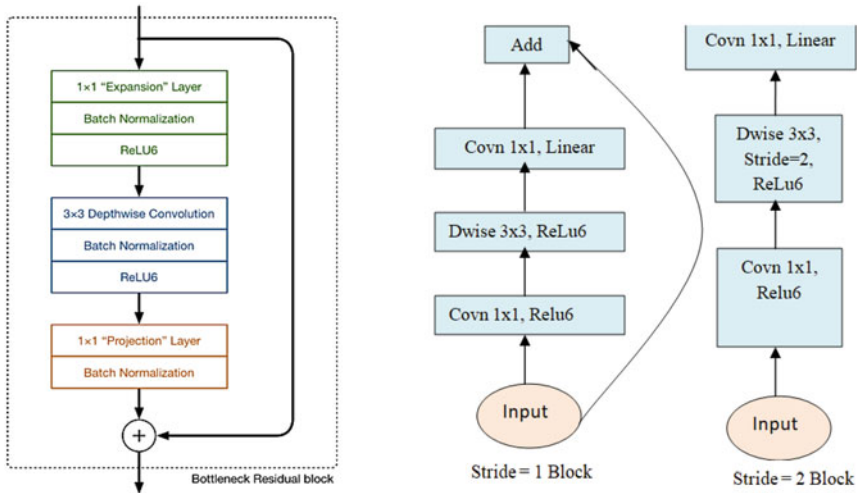 1×1 "Expansion" Layer
Batch Normalization
ReLU6
3×3 Depthwise Convolution
Batch Normalization
ReLU6
1×1 "Projection" Layer
Batch Normalization
+
Bottleneck Residual block
Add
Covn 1x1, Linear
Dwise 3x3, ReLu6
Covn 1x1, Relu6
Input
Stride = 1 Block
Covn 1x1, Linear
Dwise 3x3,
Stride=2,
ReLu6
Covn 1x1,
Relu6
Input
Stride = 2 Block